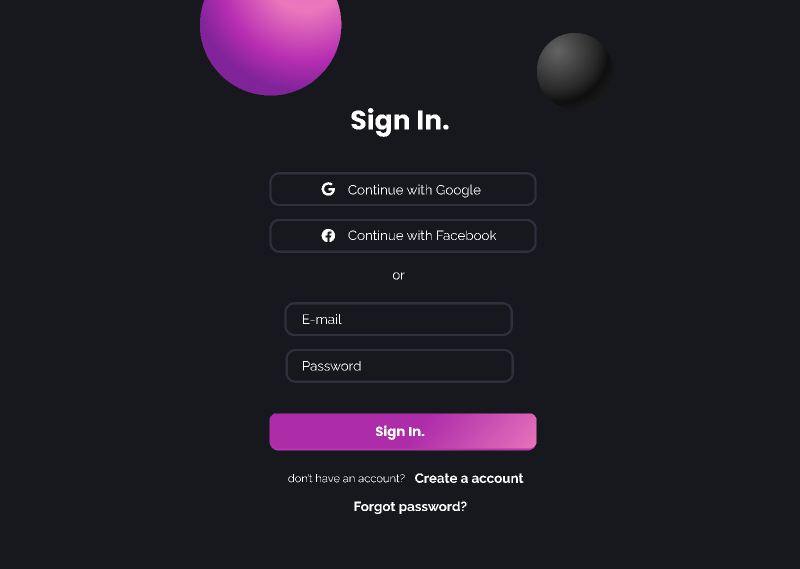 Sign In.
Continue with Google
Continue with Facebook
or
E-mail
Password
Sign In.
don't have an account? Create a account
Forgot password?